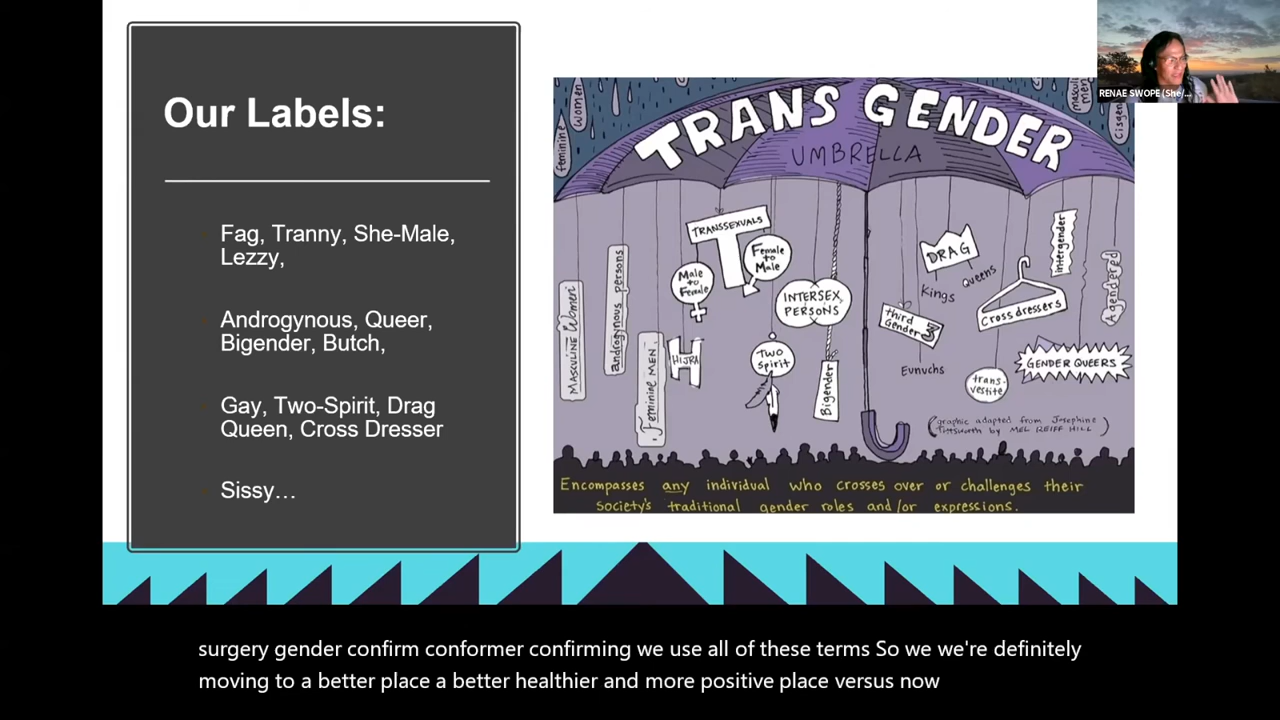 Our Labels:
Fag, Tranny, She-Male,
Lezzy,
Androgynous, Queer,
Bigender, Butch,
Gay, Two-Spirit, Drag
Queen, Cross Dresser
Sissy…
feminine women
masculine men
Cisgen
TRANS GENDER
UMBRELLA
MASCULINE Women
androgynous persons
Feminine MEN
TRANSSEXUALS
T
Male
to
Female
Female
to
Male
HIJRA
INTERSEX
PERSONS
TWO
Spirit
Bigender
DRAG
Kings
Queens
third
Gender
3
Eunuchs
Cross dressers
trans-
vestite
intergender
Agendered
GENDER QUEERS
(graphic adapted from Josephine
by MEL REIFF HILL)
Encompasses any individual who crosses over or challenges their
society's traditional gender roles and/or expressions.
RENAE SWOPE (She/...
surgery gender confirm conformer confirming we use all of these terms So we we're definitely
moving to a better place a better healthier and more positive place versus now